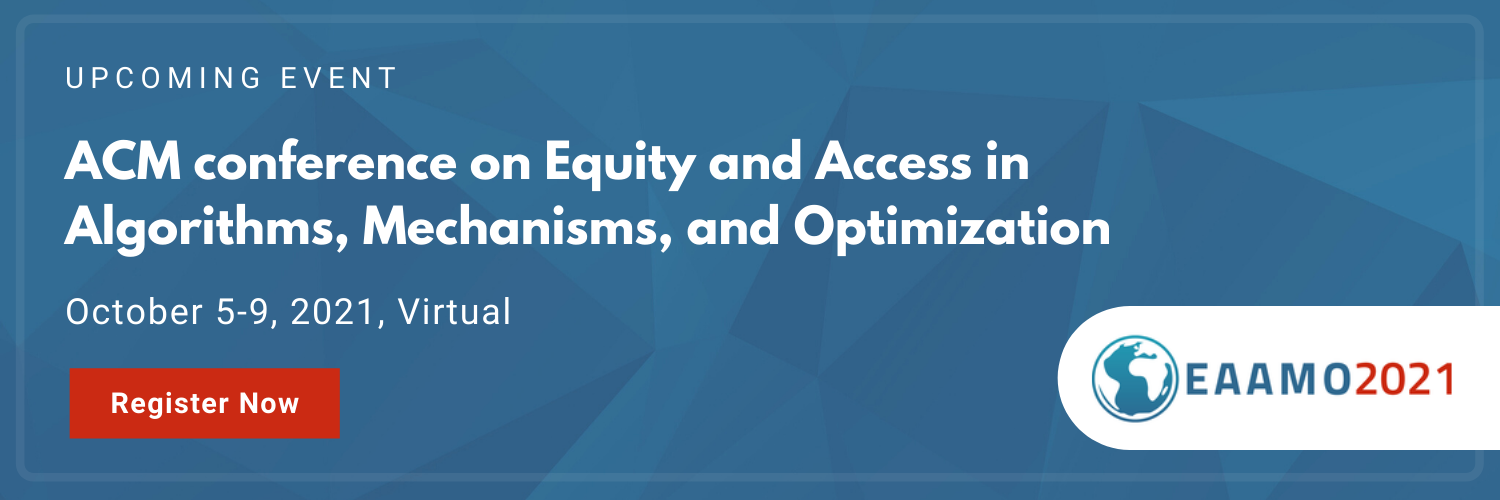 UPCOMING EVENT
ACM conference on Equity and Access in
Algorithms, Mechanisms, and Optimization
October 5-9, 2021, Virtual
Register Now
EAAMO2021